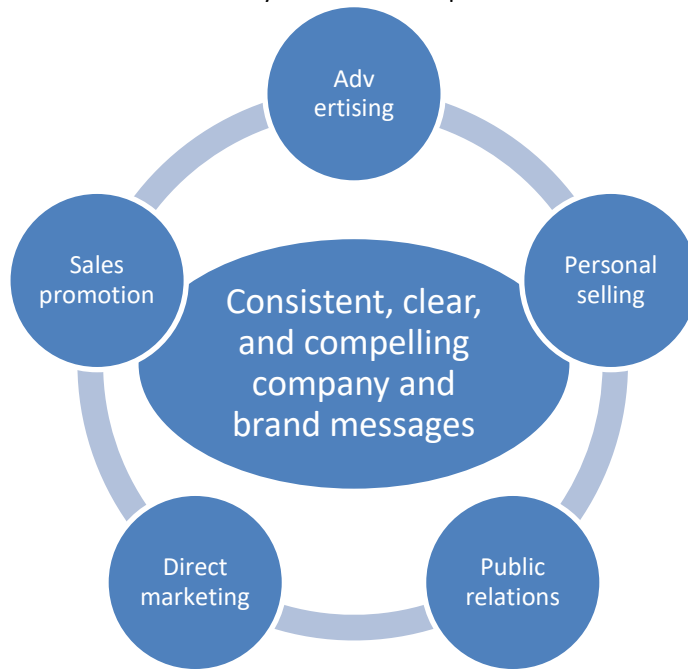 Adv
ertising
Personal
selling
Public
relations
Direct
marketing
Sales
promotion
Consistent, clear,
and compelling
company and
brand messages